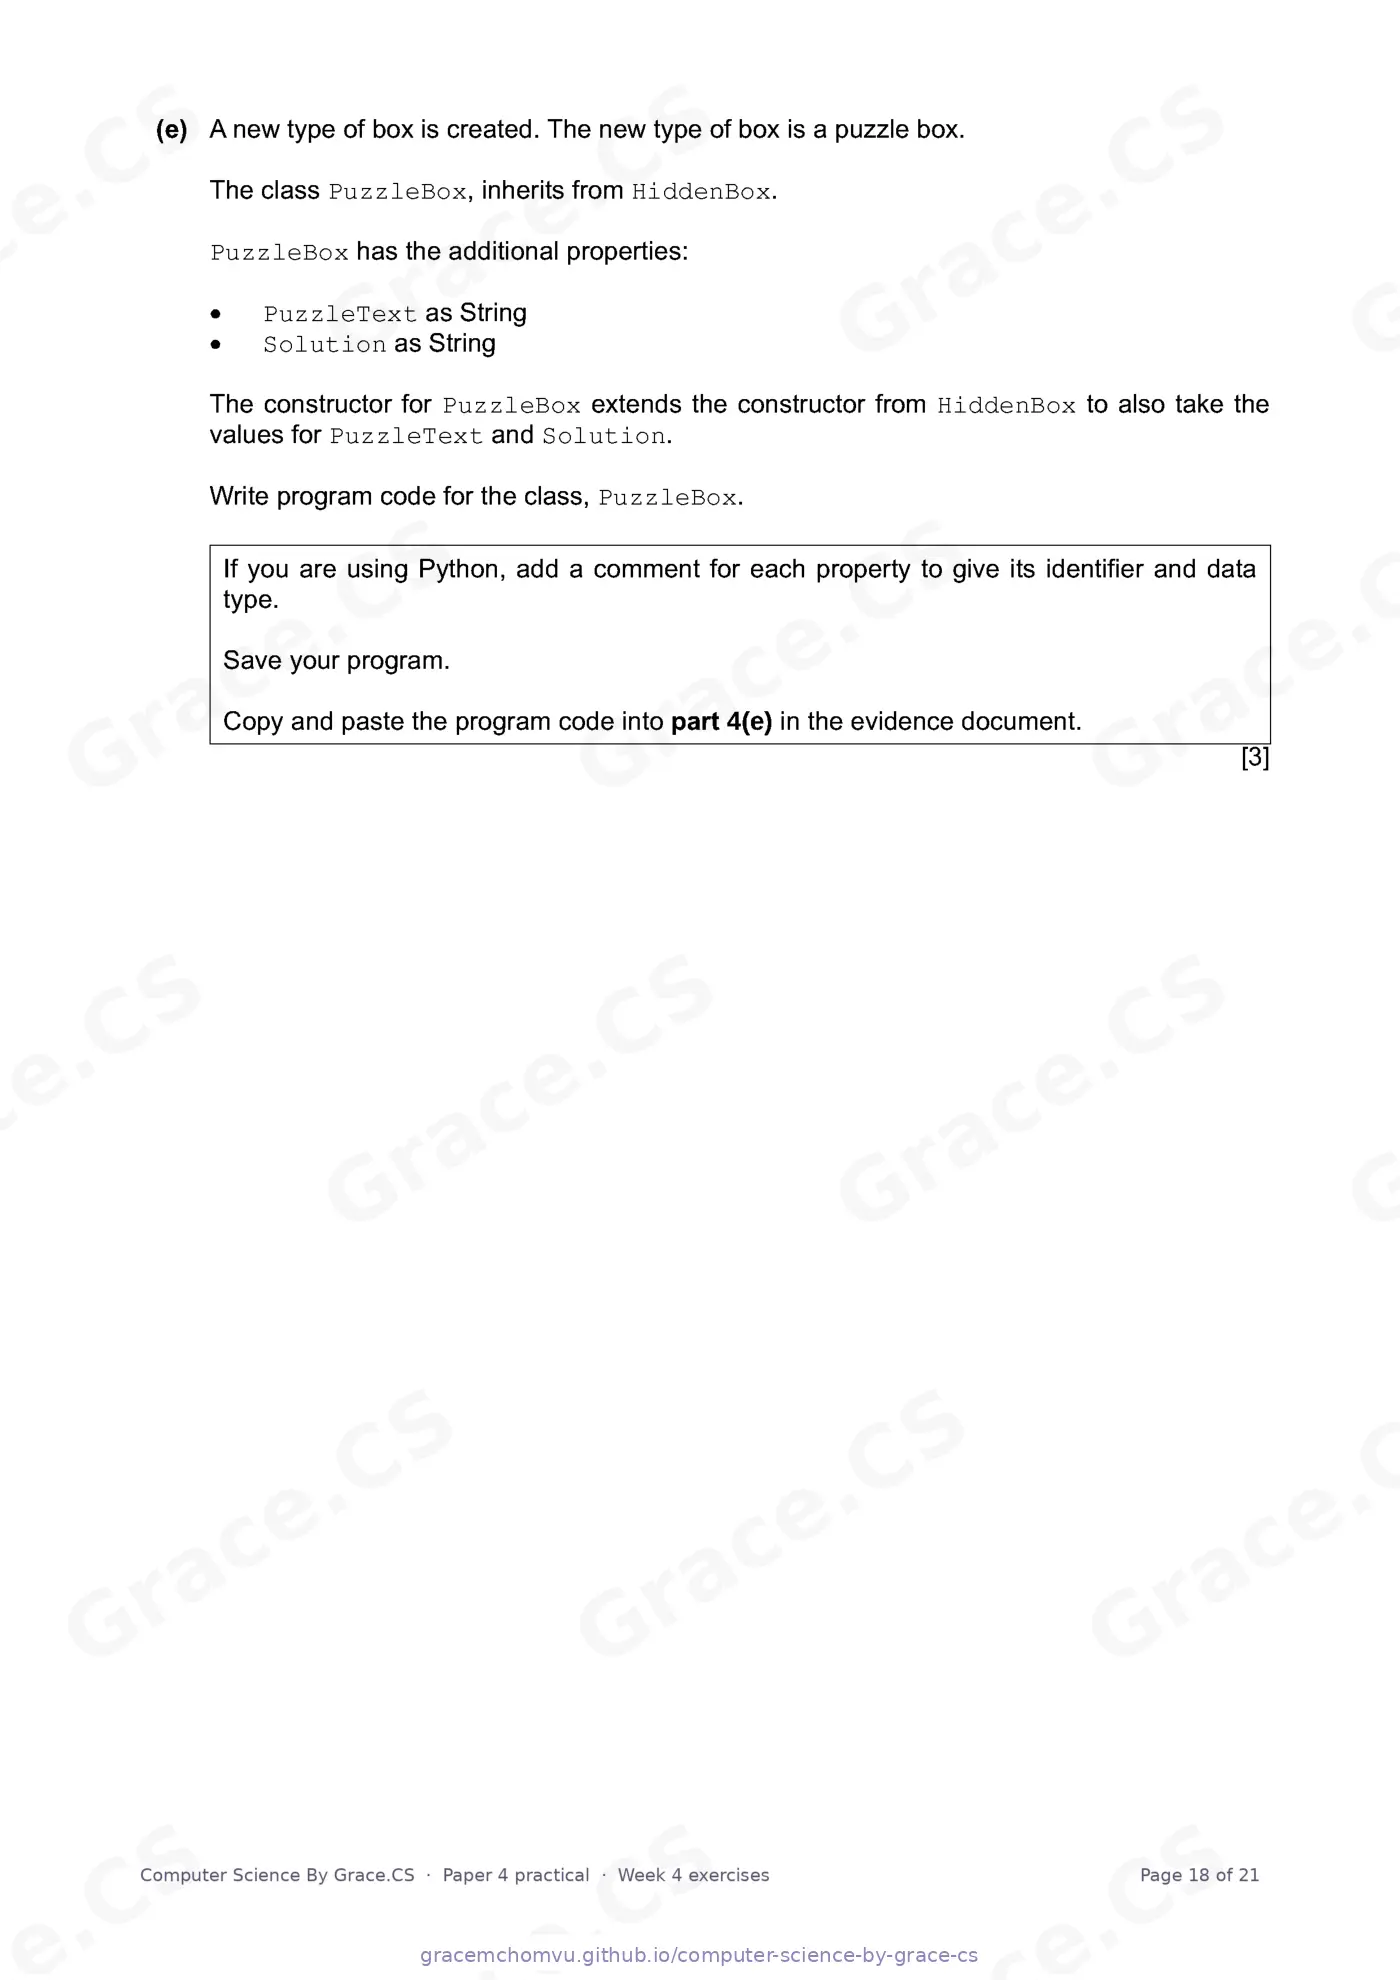 (e) A new type of box is created. The new type of box is a puzzle box.
The class PuzzleBox, inherits from HiddenBox.
PuzzleBox has the additional properties:
• PuzzleText as String
• Solution as String
The constructor for PuzzleBox extends the constructor from HiddenBox to also take the
values for PuzzleText and Solution.
Write program code for the class, PuzzleBox.
If you are using Python, add a comment for each property to give its identifier and data
type.
Save your program.
Copy and paste the program code into part 4(e) in the evidence document.
[3]
Computer Science By Grace.CS · Paper 4 practical · Week 4 exercises Page 18 of 21
gracemchomvu.github.io/computer-science-by-grace-cs
Grace.CS